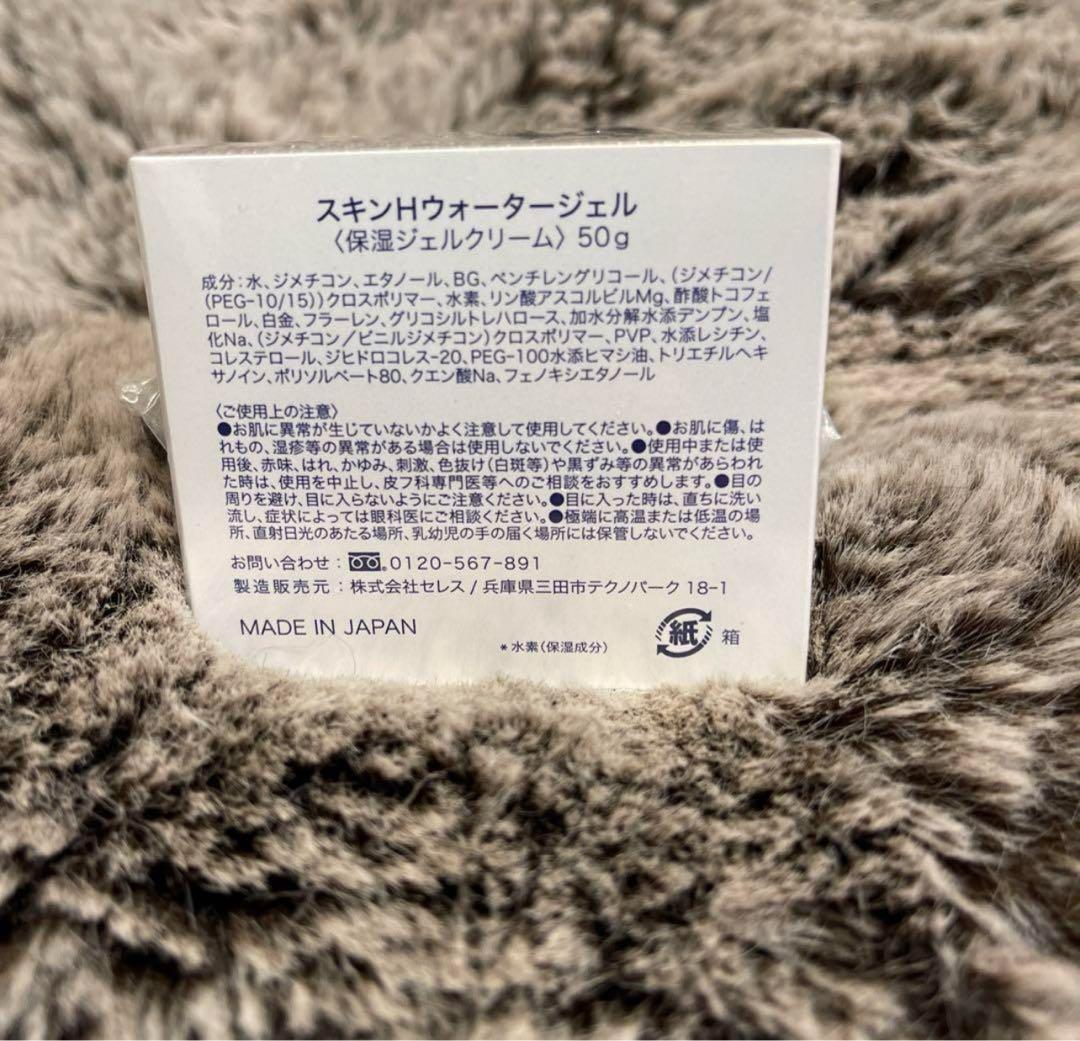 スキンHウォータージェル
〈保湿ジェルクリーム〉50g
成分:水、ジメチコン、エタノール、BG、ペンチレングリコール、(ジメチコン/
(PEG-10/15))クロスポリマー、水素、リン酸アスコルビルMg、酢酸トコフェ
ロール、白金、フラーレン、グリコシルトレハロース、加水分解水添デンプン、塩
化Na、(ジメチコン/ビニルジメチコン)クロスポリマー、PVP、水添レシチン、
コレステロール、ジヒドロコレス-20、PEG-100水添ヒマシ油、トリエチルヘキ
サノイン、ポリソルベート80、クエン酸Na、フェノキシエタノール
〈ご使用上の注意〉
●お肌に異常が生じていないかよく注意して使用してください。●お肌に傷、は
れもの、湿疹等の異常がある場合は使用しないでください。●使用中または使
用後、赤味、はれ、かゆみ、刺激、色抜け(白斑等)や黒ずみ等の異常があらわれ
た時は、使用を中止し、皮フ科専門医等へのご相談をおすすめします。●目の
周りを避け、目に入らないようにご注意ください。●目に入った時は、直ちに洗い
流し、症状によっては眼科医にご相談ください。●極端に高温または低温の場
所、直射日光のあたる場所、乳幼児の手の届く場所には保管しないでください。
お問い合わせ:0120-567-891
製造販売元:株式会社セレス/兵庫県三田市テクノパーク18-1
MADE IN JAPAN
*水素(保湿成分)
紙 箱